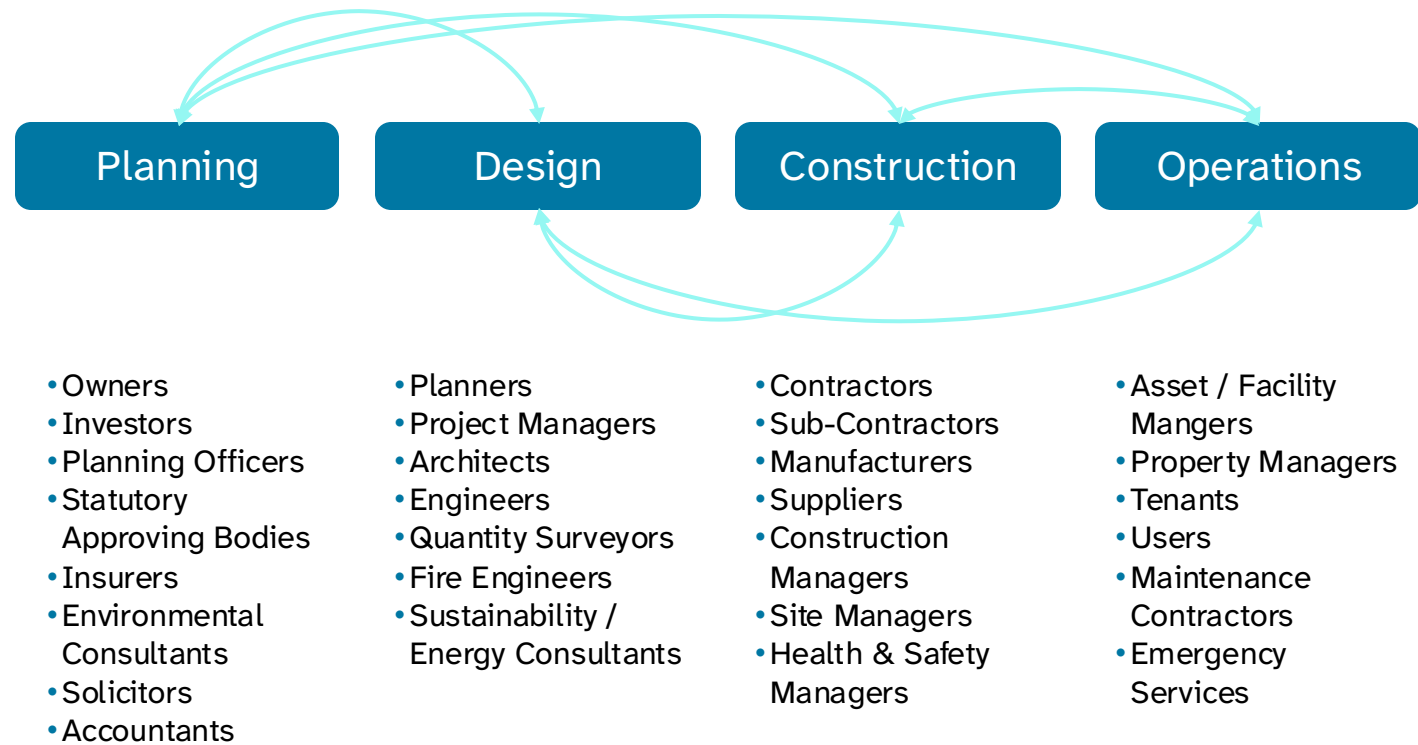 Planning
Design
Construction
Operations
•Owners
•Investors
•Planning Officers
•Statutory
Approving Bodies
•Insurers
•Environmental
Consultants
•Solicitors
•Accountants
•Planners
•Project Managers
•Architects
•Engineers
•Quantity Surveyors
•Fire Engineers
•Sustainability /
Energy Consultants
•Contractors
•Sub-Contractors
•Manufacturers
•Suppliers
•Construction
Managers
•Site Managers
•Health & Safety
Managers
•Asset / Facility
Mangers
•Property Managers
•Tenants
•Users
•Maintenance
Contractors
•Emergency
Services